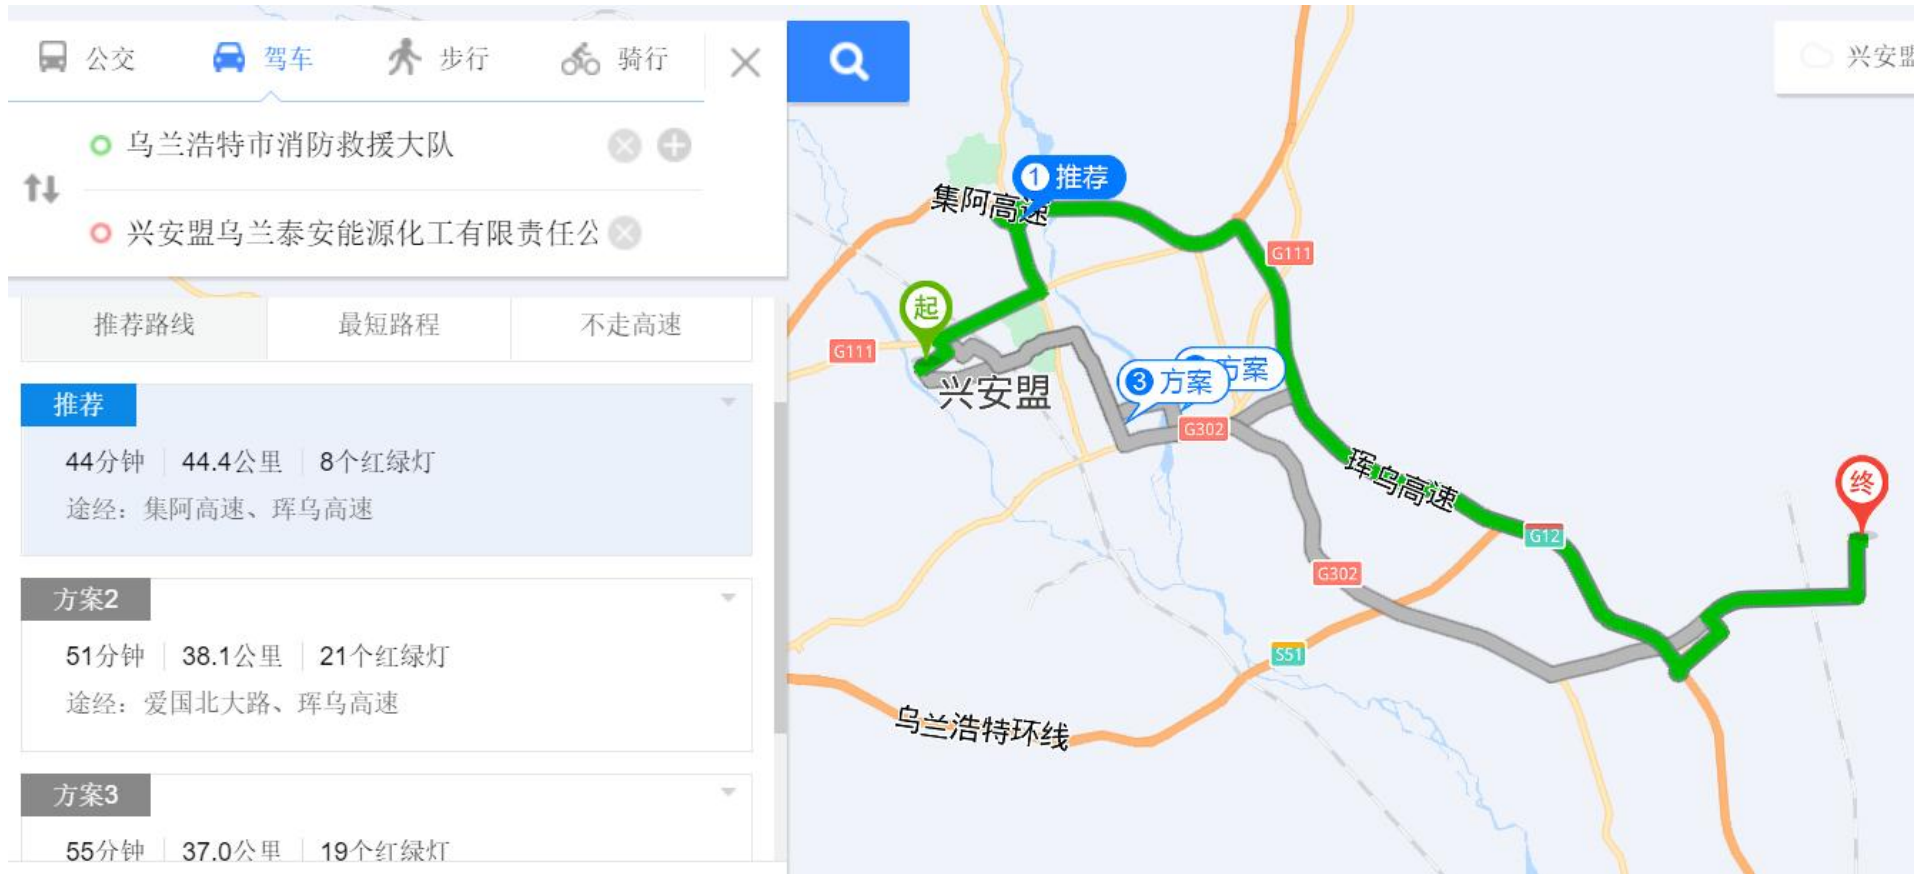 公交
驾车
步行
骑行
乌兰浩特市消防救援大队
兴安盟乌兰泰安能源化工有限责任公
推荐路线
最短路程
不走高速
推荐
44分钟 44.4公里 8个红绿灯
途经：集阿高速、珲乌高速
方案2
51分钟 38.1公里 21个红绿灯
途经：爱国北大路、珲乌高速
方案3
55分钟 37.0公里 19个红绿灯
兴安盟
1 推荐
集阿高速
G111
起
G111
兴安盟
3 方案
方案
G302
珲乌高速
终
G12
G302
S51
乌兰浩特环线